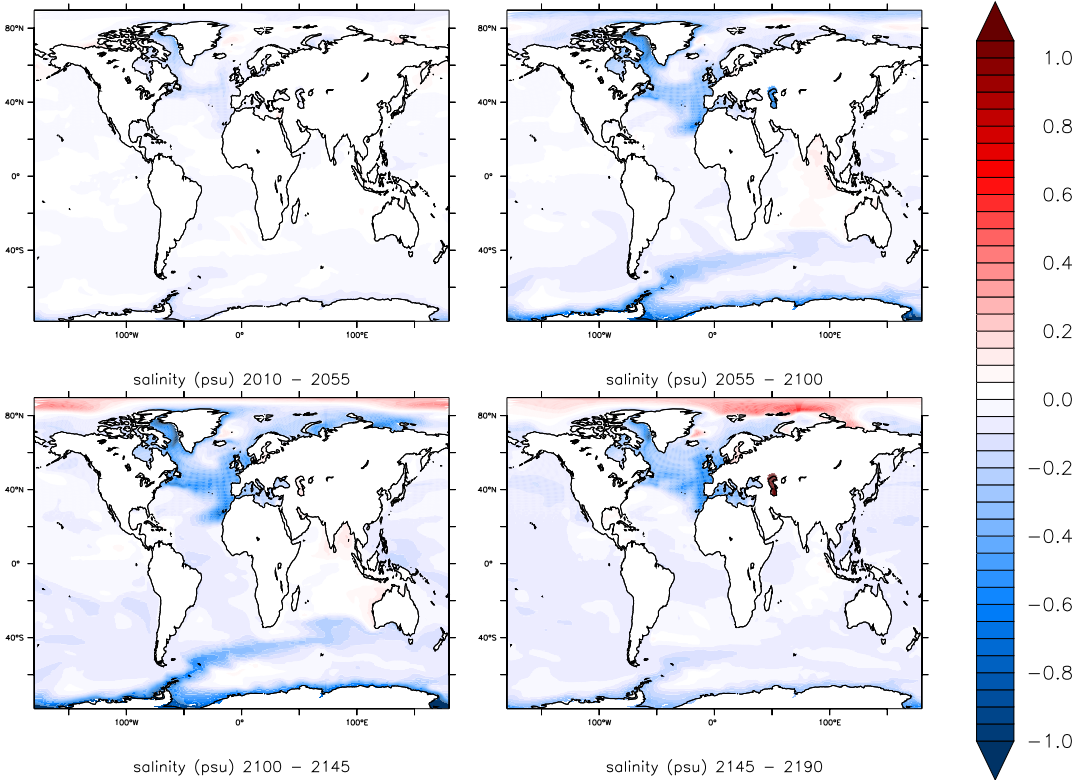 80°N
40°N
0°
40°S
100°W 0° 100°E
salinity (psu) 2010 – 2055
80°N
40°N
0°
40°S
100°W 0° 100°E
salinity (psu) 2055 – 2100
80°N
40°N
0°
40°S
100°W 0° 100°E
salinity (psu) 2100 – 2145
80°N
40°N
0°
40°S
100°W 0° 100°E
salinity (psu) 2145 – 2190
1.0
0.8
0.6
0.4
0.2
0.0
−0.2
−0.4
−0.6
−0.8
−1.0